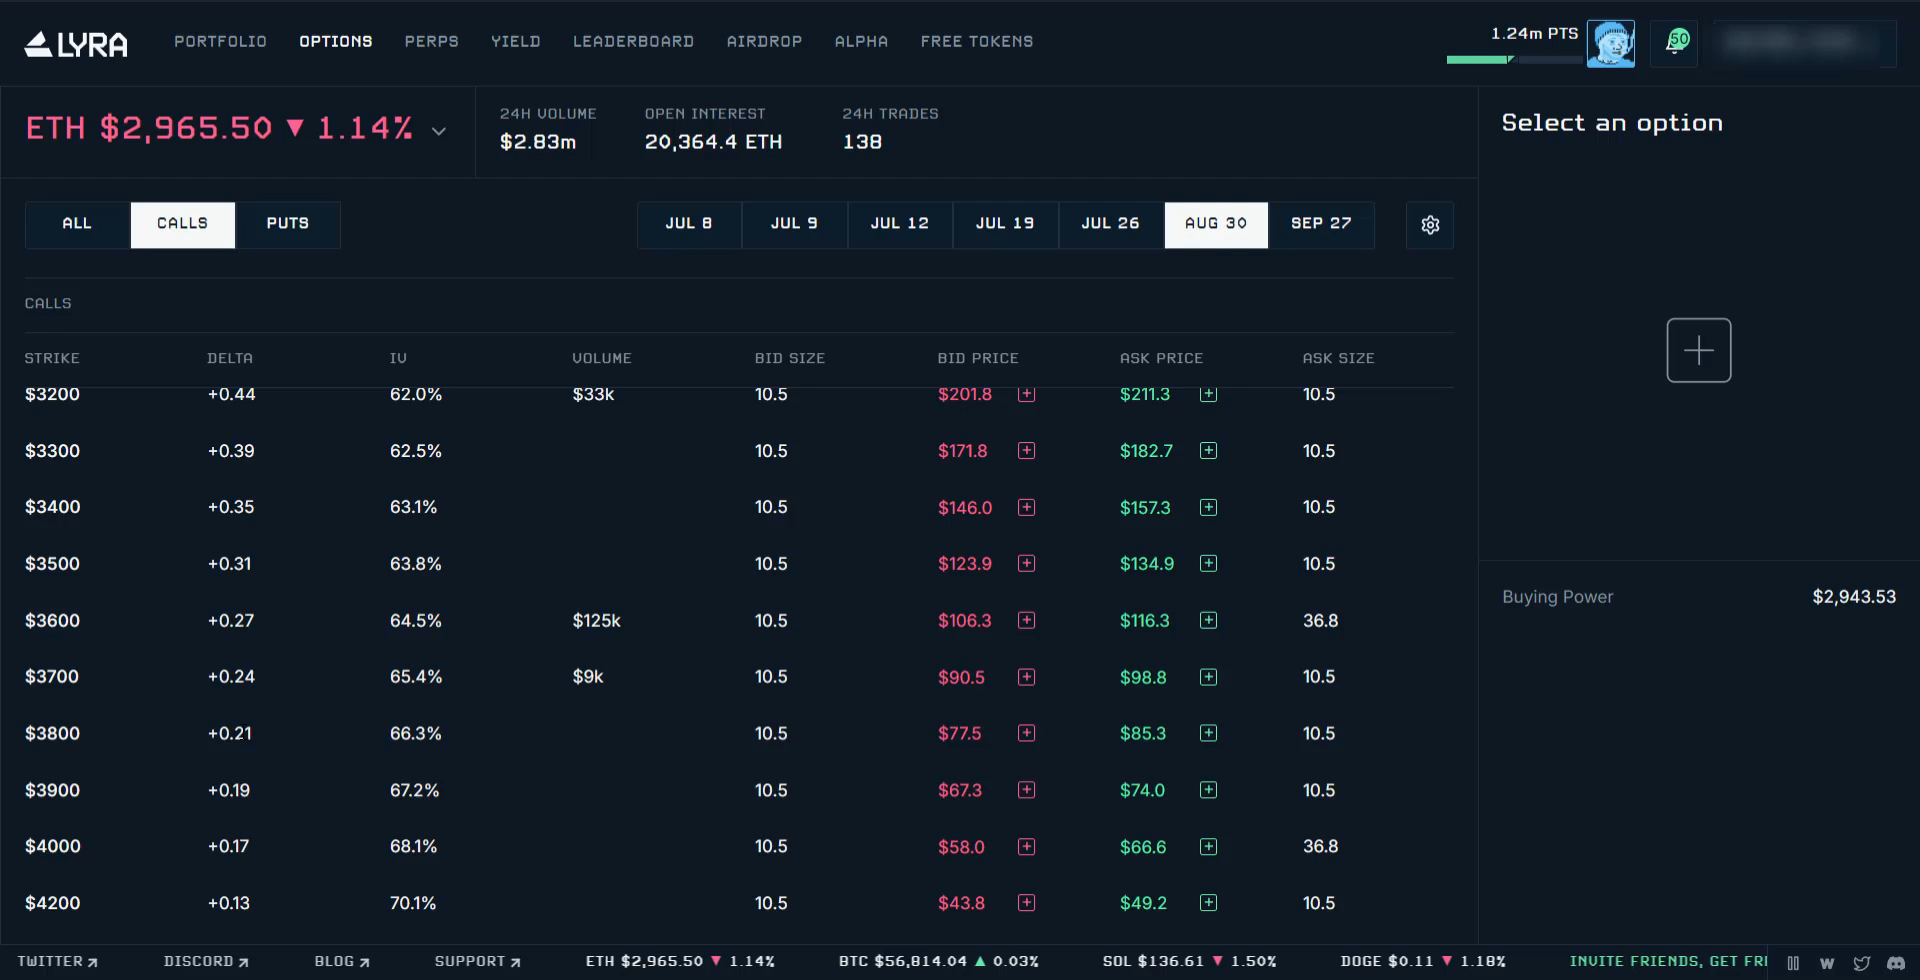 LYRA PORTFOLIO OPTIONS PERPS YIELD LEADERBOARD AIRDROP ALPHA FREE TOKENS 1.24m PTS 50
ETH $2,965.50 ▼ 1.14%
24H VOLUME OPEN INTEREST 24H TRADES
$2.83m 20,364.4 ETH 138
Select an option
ALL CALLS PUTS JUL 8 JUL 9 JUL 12 JUL 19 JUL 26 AUG 30 SEP 27
CALLS
STRIKE DELTA IV VOLUME BID SIZE BID PRICE ASK PRICE ASK SIZE
$3200 +0.44 62.0% $33k 10.5 $201.8 $211.3 10.5
$3300 +0.39 62.5% 10.5 $171.8 $182.7 10.5
$3400 +0.35 63.1% 10.5 $146.0 $157.3 10.5
$3500 +0.31 63.8% 10.5 $123.9 $134.9 10.5
$3600 +0.27 64.5% $125k 10.5 $106.3 $116.3 36.8
$3700 +0.24 65.4% $9k 10.5 $90.5 $98.8 10.5
$3800 +0.21 66.3% 10.5 $77.5 $85.3 10.5
$3900 +0.19 67.2% 10.5 $67.3 $74.0 10.5
$4000 +0.17 68.1% 10.5 $58.0 $66.6 36.8
$4200 +0.13 70.1% 10.5 $43.8 $49.2 10.5
Buying Power $2,943.53
TWITTER DISCORD BLOG SUPPORT ETH $2,965.50 ▼ 1.14% BTC $56,814.04 ▲ 0.03% SOL $136.61 ▼ 1.50% DOGE $0.11 ▼ 1.18% INVITE FRIENDS, GET FRE